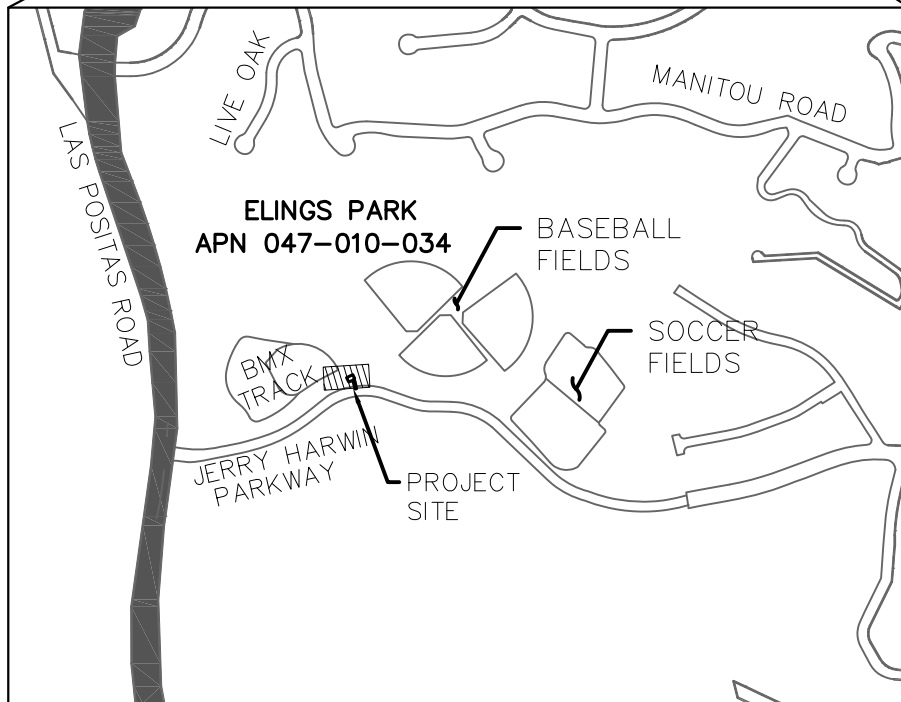 LIVE OAK
MANITOU ROAD
LAS POSITAS ROAD
ELINGS PARK
APN 047-010-034
BASEBALL
FIELDS
SOCCER
FIELDS
BMX
TRACK
JERRY HARWIN
PARKWAY
PROJECT
SITE